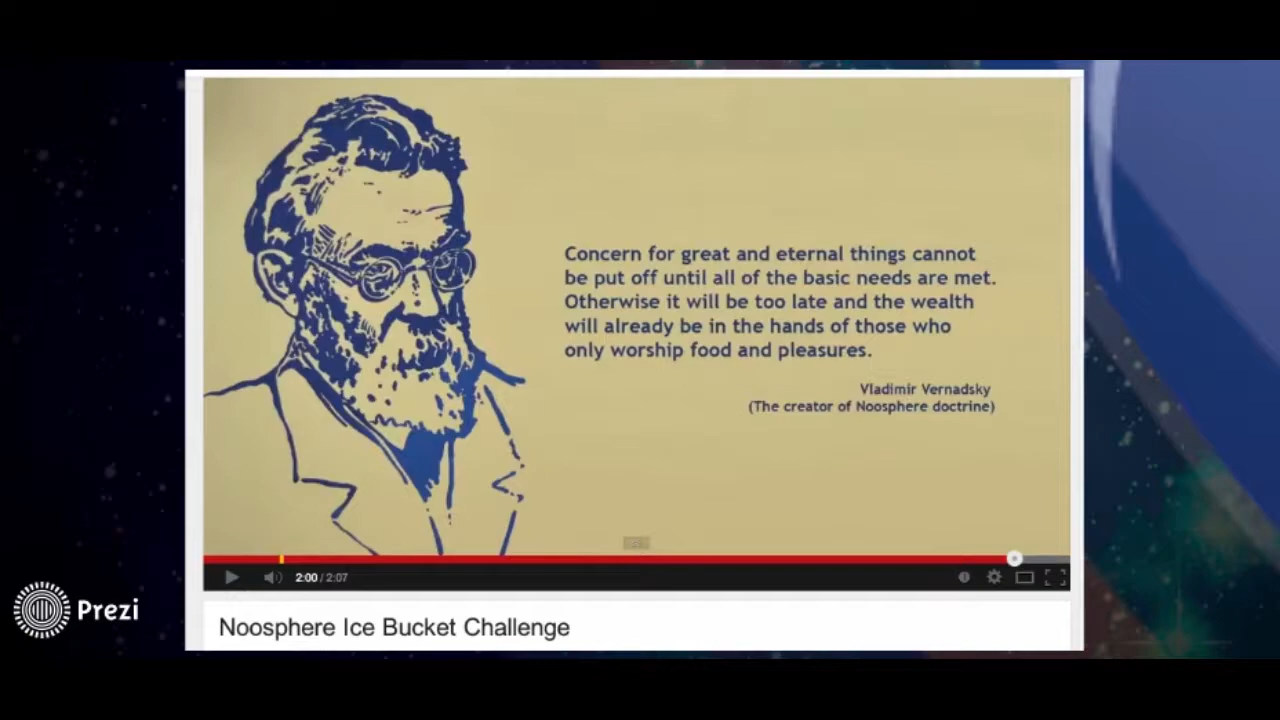 Concern for great and eternal things cannot
be put off until all of the basic needs are met.
Otherwise it will be too late and the wealth
will already be in the hands of those who
only worship food and pleasures.
Vladimir Vernadsky
(The creator of Noosphere doctrine)
2:00 / 2:07
Prezi
Noosphere Ice Bucket Challenge